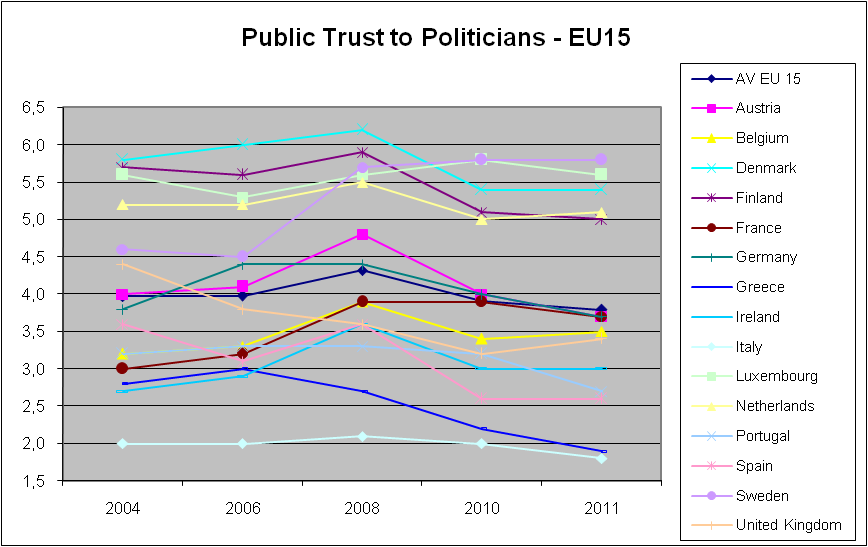 Public Trust to Politicians - EU15
6,5
6,0
5,5
5,0
4,5
4,0
3,5
3,0
2,5
2,0
1,5
2004 2006 2008 2010 2011
AV EU 15
Austria
Belgium
Denmark
Finland
France
Germany
Greece
Ireland
Italy
Luxembourg
Netherlands
Portugal
Spain
Sweden
United Kingdom